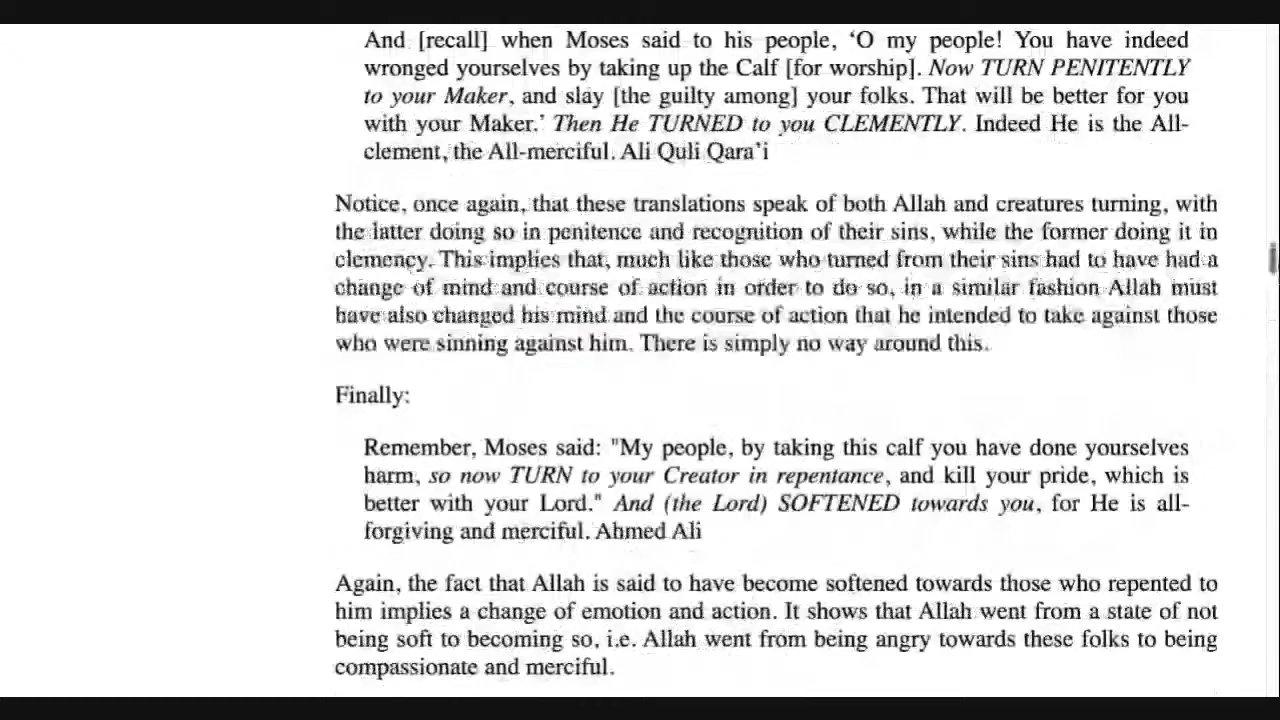 And [recall] when Moses said to his people, ‘O my people! You have indeed
wronged yourselves by taking up the Calf [for worship]. Now TURN PENITENTLY
to your Maker, and slay [the guilty among] your folks. That will be better for you
with your Maker.’ Then He TURNED to you CLEMENTLY. Indeed He is the All-
clement, the All-merciful. Ali Quli Qara’i
Notice, once again, that these translations speak of both Allah and creatures turning, with
the latter doing so in penitence and recognition of their sins, while the former doing it in
clemency. This implies that, much like those who turned from their sins had to have had a
change of mind and course of action in order to do so, in a similar fashion Allah must
have also changed his mind and the course of action that he intended to take against those
who were sinning against him. There is simply no way around this.
Finally:
Remember, Moses said: "My people, by taking this calf you have done yourselves
harm, so now TURN to your Creator in repentance, and kill your pride, which is
better with your Lord." And (the Lord) SOFTENED towards you, for He is all-
forgiving and merciful. Ahmed Ali
Again, the fact that Allah is said to have become softened towards those who repented to
him implies a change of emotion and action. It shows that Allah went from a state of not
being soft to becoming so, i.e. Allah went from being angry towards these folks to being
compassionate and merciful.